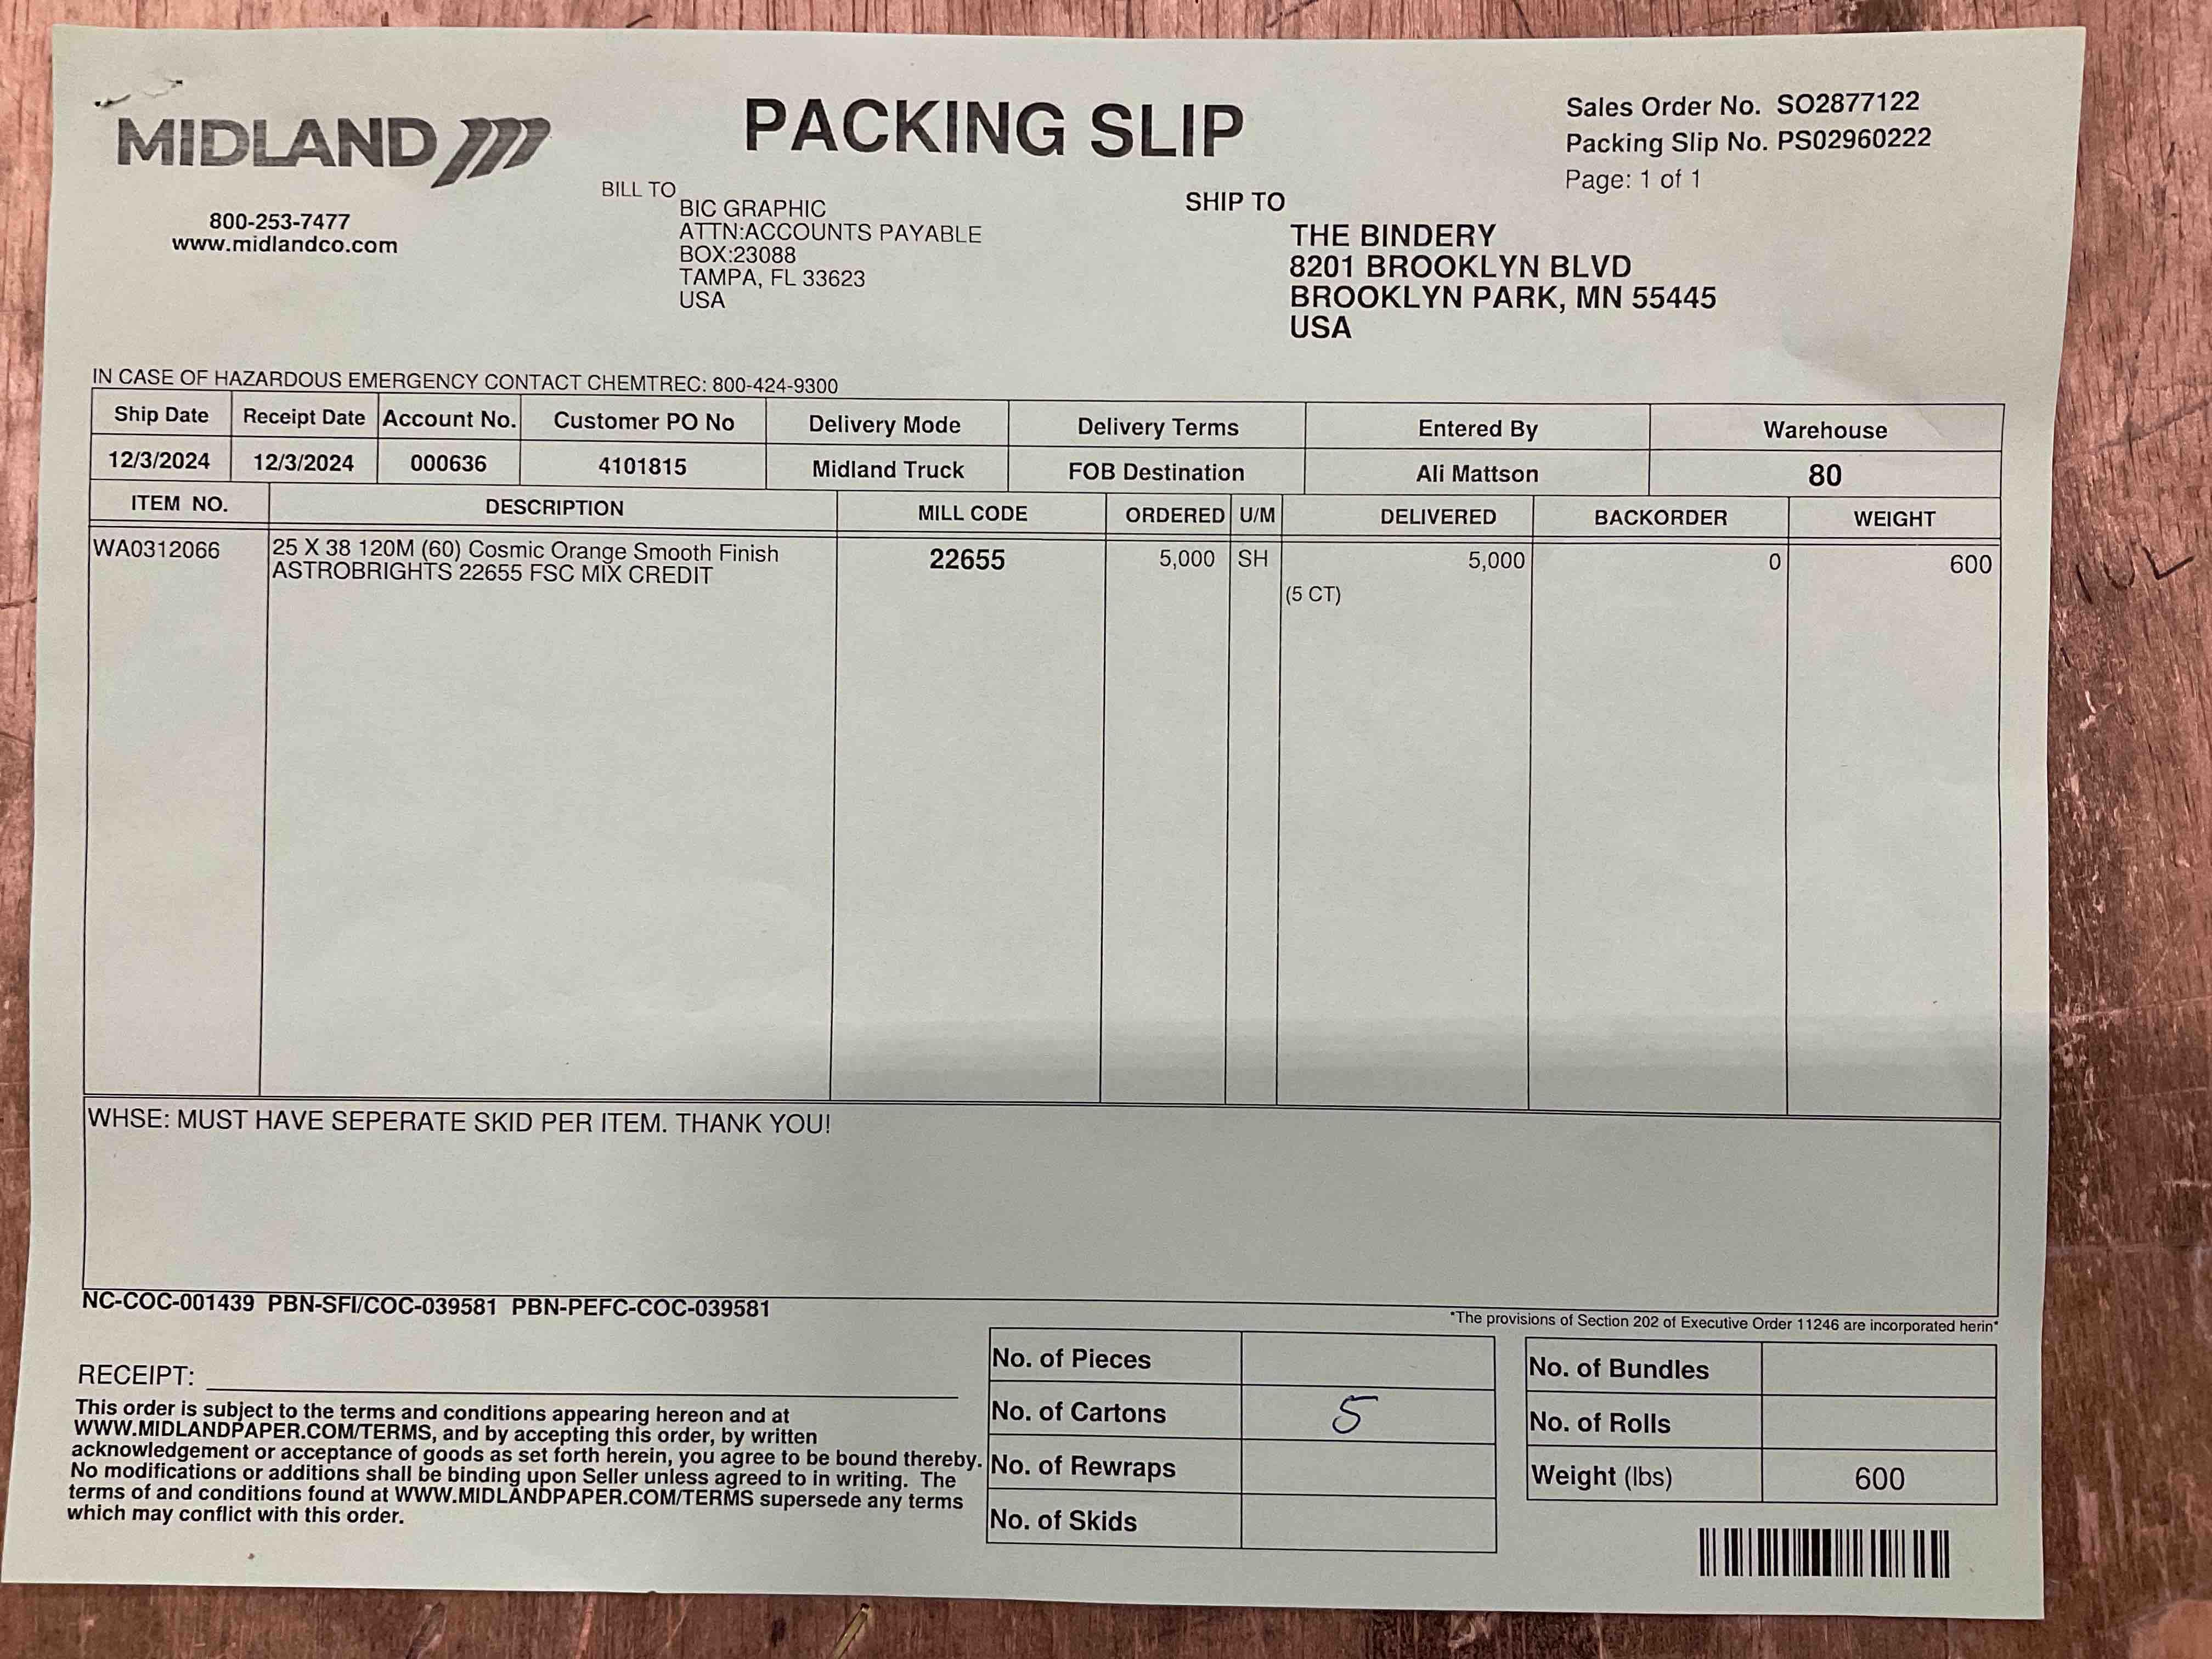 MIDLAND
800-253-7477
www.midlandco.com
PACKING SLIP
Sales Order No. SO2877122
Packing Slip No. PS02960222
Page: 1 of 1
BILL TO
BIC GRAPHIC
ATTN:ACCOUNTS PAYABLE
BOX:23088
TAMPA, FL 33623
USA
SHIP TO
THE BINDERY
8201 BROOKLYN BLVD
BROOKLYN PARK, MN 55445
USA
IN CASE OF HAZARDOUS EMERGENCY CONTACT CHEMTREC: 800-424-9300
Ship Date Receipt Date Account No. Customer PO No Delivery Mode Delivery Terms Entered By Warehouse
12/3/2024 12/3/2024 000636 4101815 Midland Truck FOB Destination Ali Mattson 80
ITEM NO. DESCRIPTION MILL CODE ORDERED U/M DELIVERED BACKORDER WEIGHT
WA0312066 25 X 38 120M (60) Cosmic Orange Smooth Finish 22655 5,000 SH 5,000 0 600
ASTROBRIGHTS 22655 FSC MIX CREDIT
(5 CT)
WHSE: MUST HAVE SEPERATE SKID PER ITEM. THANK YOU!
NC-COC-001439 PBN-SFI/COC-039581 PBN-PEFC-COC-039581
*The provisions of Section 202 of Executive Order 11246 are incorporated herin*
RECEIPT:
This order is subject to the terms and conditions appearing hereon and at
WWW.MIDLANDPAPER.COM/TERMS, and by accepting this order, by written
acknowledgement or acceptance of goods as set forth herein, you agree to be bound thereby.
No modifications or additions shall be binding upon Seller unless agreed to in writing. The
terms of and conditions found at WWW.MIDLANDPAPER.COM/TERMS supersede any terms
which may conflict with this order.
No. of Pieces
No. of Cartons 5
No. of Rewraps
No. of Skids
No. of Bundles
No. of Rolls
Weight (lbs) 600